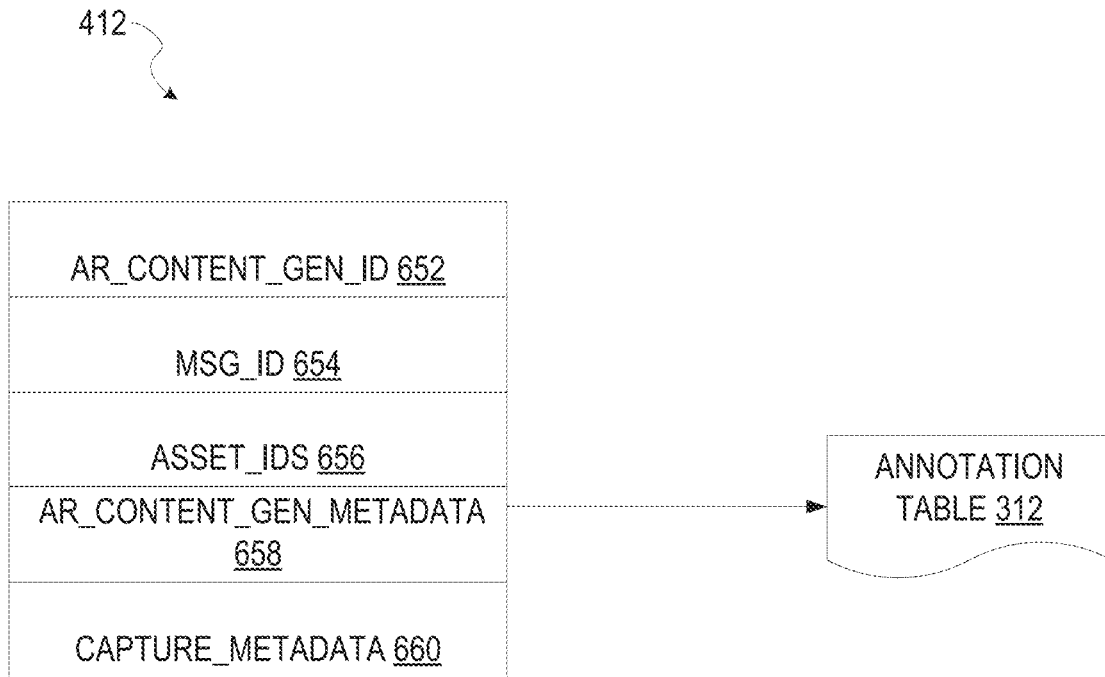 412
AR_CONTENT_GEN_ID 652
MSG_ID 654
ASSET_IDS 656
AR_CONTENT_GEN_METADATA
658
CAPTURE_METADATA 660
ANNOTATION
TABLE 312